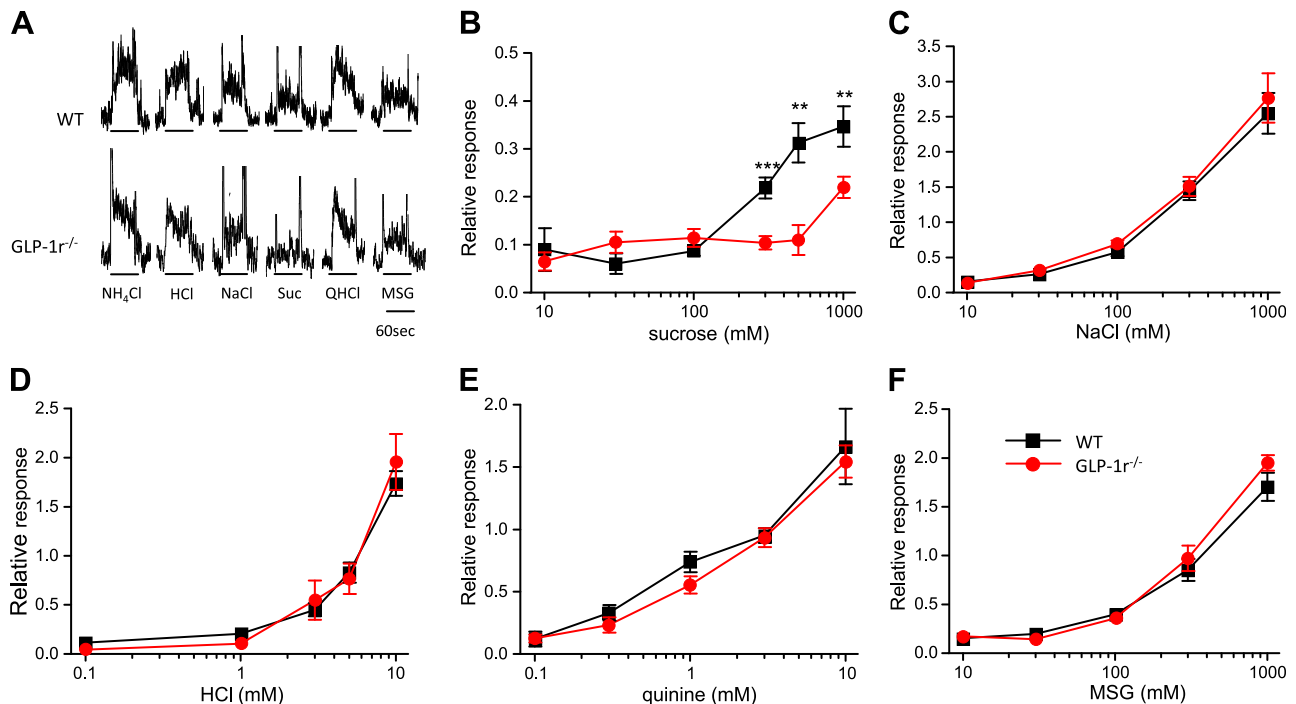 A
WT
GLP-1r-/-
NH4Cl HCl NaCl Suc QHCl MSG
60sec
B
Relative response
0.5
0.4
0.3
0.2
0.1
0.0
*** ** **
10 100 1000
sucrose (mM)
C
Relative response
3.5
3.0
2.5
2.0
1.5
1.0
0.5
0.0
10 100 1000
NaCl (mM)
D
Relative response
2.5
2.0
1.5
1.0
0.5
0.0
0.1 1 10
HCl (mM)
E
Relative response
2.0
1.5
1.0
0.5
0.0
0.1 1 10
quinine (mM)
F
Relative response
2.5
2.0
1.5
1.0
0.5
0.0
WT
GLP-1r-/-
10 100 1000
MSG (mM)